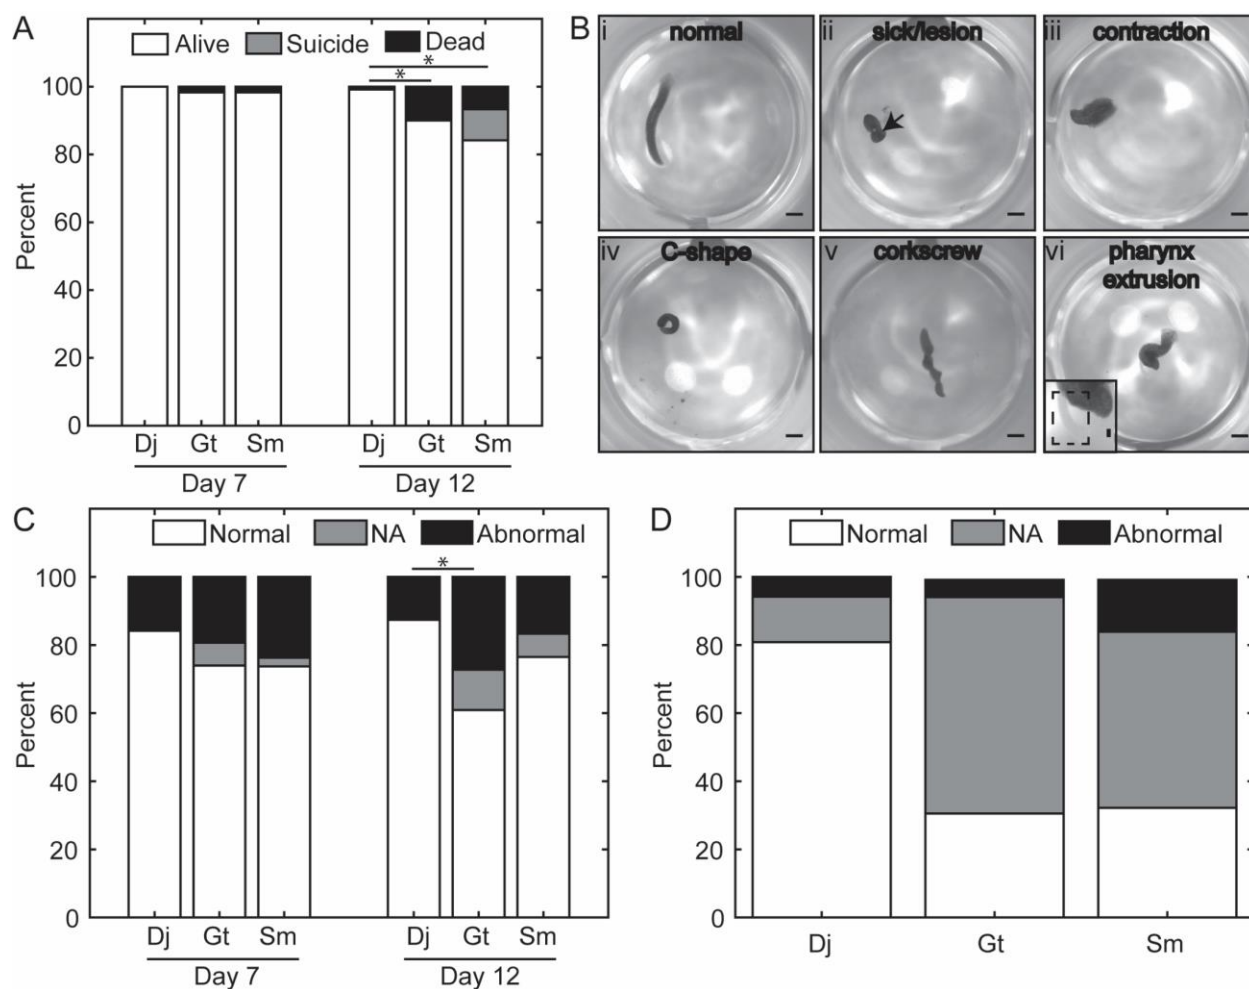 A
Alive Suicide Dead
*
*
100
80
60
40
20
0
Percent
Dj Gt Sm Dj Gt Sm
Day 7 Day 12
B
i normal
ii sick/lesion
iii contraction
iv C-shape
v corkscrew
vi pharynx
extrusion
C
Normal NA Abnormal
*
100
80
60
40
20
0
Percent
Dj Gt Sm Dj Gt Sm
Day 7 Day 12
D
Normal NA Abnormal
100
80
60
40
20
0
Percent
Dj Gt Sm